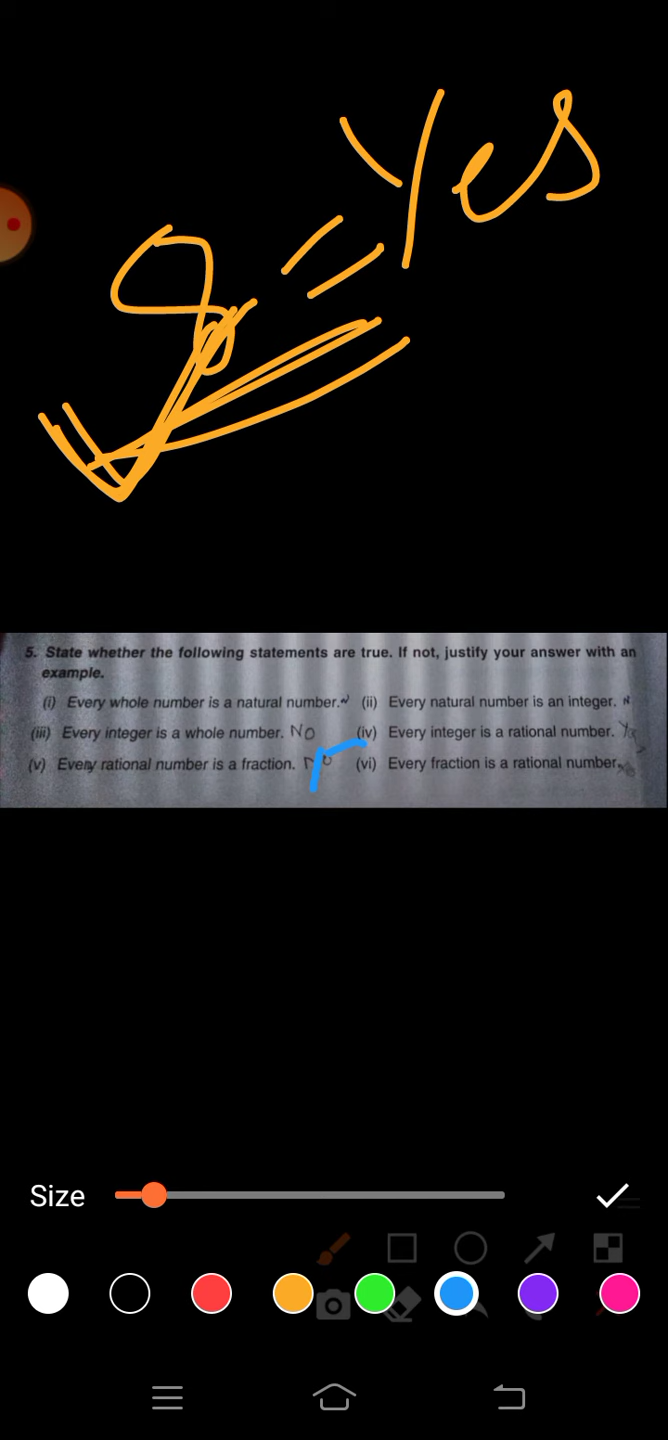 Yes
=
5. State whether the following statements are true. If not, justify your answer with an
example.
(i) Every whole number is a natural number. (ii) Every natural number is an integer.
(iii) Every integer is a whole number. No (iv) Every integer is a rational number.
(v) Every rational number is a fraction. No (vi) Every fraction is a rational number.
Size